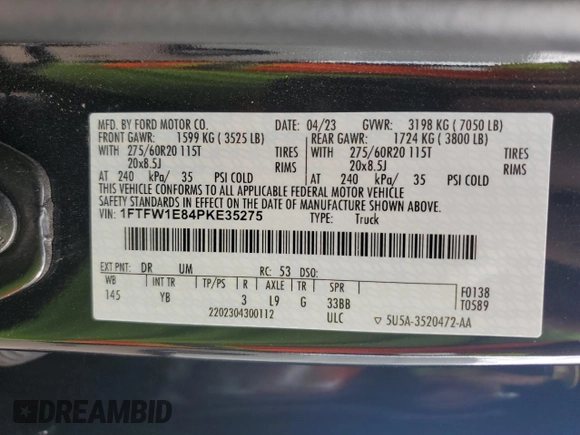 MFD. BY FORD MOTOR CO. DATE: 04/23 GVWR: 3198 KG ( 7050 LB)
FRONT GAWR: 1599 KG ( 3525 LB) REAR GAWR: 1724 KG ( 3800 LB)
WITH 275/60R20 115T TIRES WITH 275/60R20 115T TIRES
20x8.5J RIMS 20x8.5J RIMS
AT 240 kPa/ 35 PSI COLD AT 240 kPa/ 35 PSI COLD
THIS VEHICLE CONFORMS TO ALL APPLICABLE FEDERAL MOTOR VEHICLE
SAFETY STANDARDS IN EFFECT ON THE DATE OF MANUFACTURE SHOWN ABOVE.
VIN: 1FTFW1E84PKE35275 TYPE: Truck
EXT PNT: DR UM RC: 53 DSO:
WB INT TR TP/PS R AXLE TR SPR F0138
145 YB 3 L9 G 33BB T0589
2202304300112 ULC ▽ 5U5A-3520472-AA
DREAMBID